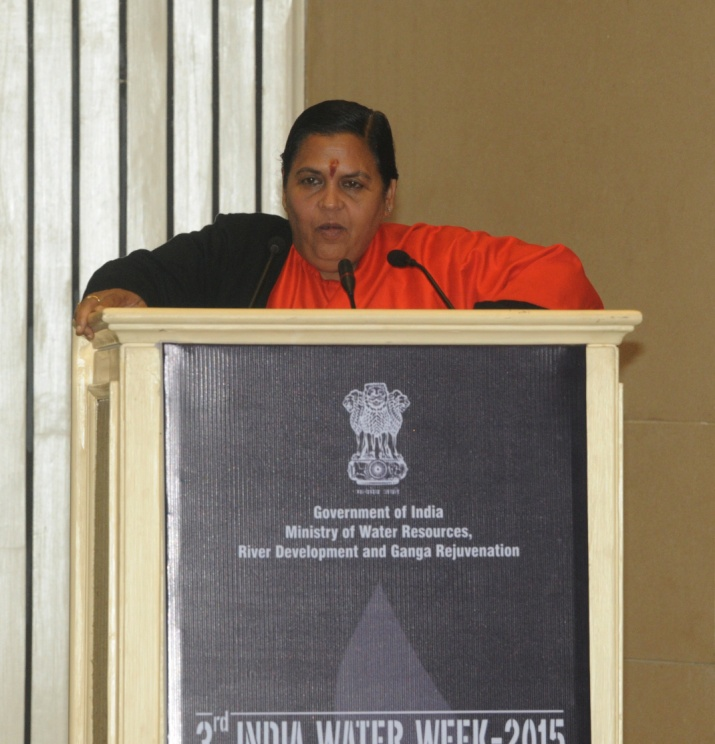 Government of India
Ministry of Water Resources,
River Development and Ganga Rejuvenation
3rd INDIA WATER WEEK-2015